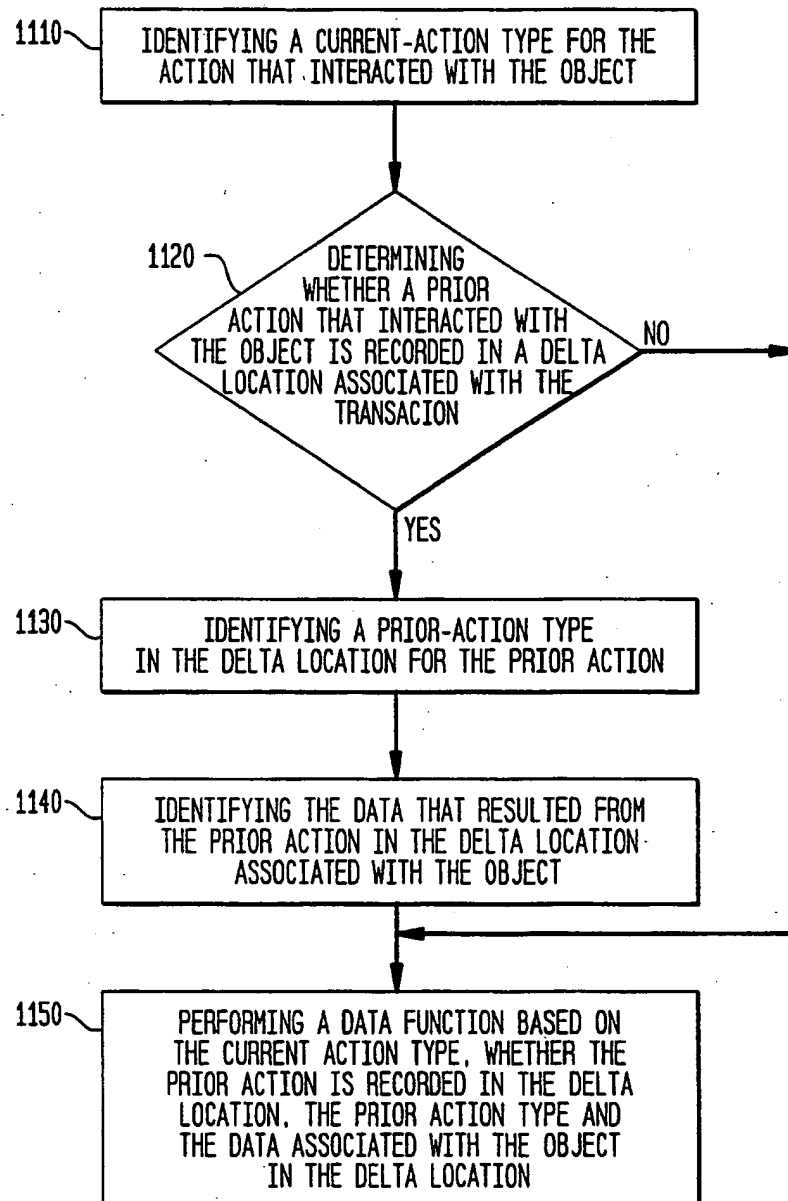 1110
IDENTIFYING A CURRENT-ACTION TYPE FOR THE
ACTION THAT INTERACTED WITH THE OBJECT
1120
DETERMINING
WHETHER A PRIOR
ACTION THAT INTERACTED WITH
THE OBJECT IS RECORDED IN A DELTA
LOCATION ASSOCIATED WITH THE
TRANSACION
NO
YES
1130
IDENTIFYING A PRIOR-ACTION TYPE
IN THE DELTA LOCATION FOR THE PRIOR ACTION
1140
IDENTIFYING THE DATA THAT RESULTED FROM
THE PRIOR ACTION IN THE DELTA LOCATION
ASSOCIATED WITH THE OBJECT
1150
PERFORMING A DATA FUNCTION BASED ON
THE CURRENT ACTION TYPE, WHETHER THE
PRIOR ACTION IS RECORDED IN THE DELTA
LOCATION, THE PRIOR ACTION TYPE AND
THE DATA ASSOCIATED WITH THE OBJECT
IN THE DELTA LOCATION